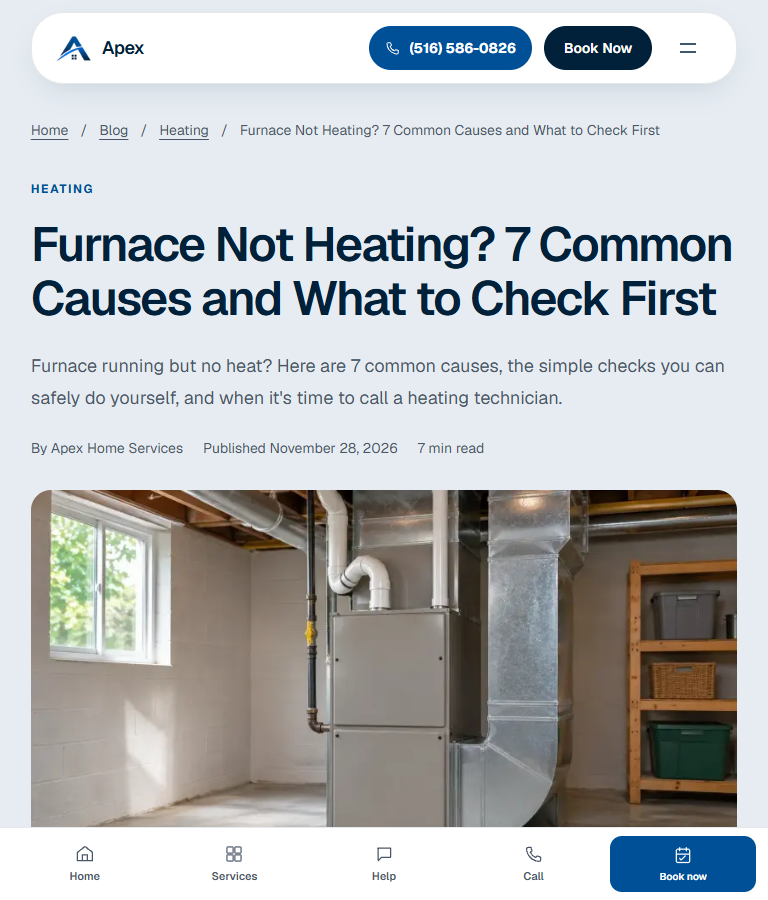 Apex
(516) 586-0826
Book Now
Home / Blog / Heating / Furnace Not Heating? 7 Common Causes and What to Check First
HEATING
Furnace Not Heating? 7 Common
Causes and What to Check First
Furnace running but no heat? Here are 7 common causes, the simple checks you can
safely do yourself, and when it's time to call a heating technician.
By Apex Home Services Published November 28, 2026 7 min read
Home
Services
Help
Call
Book now